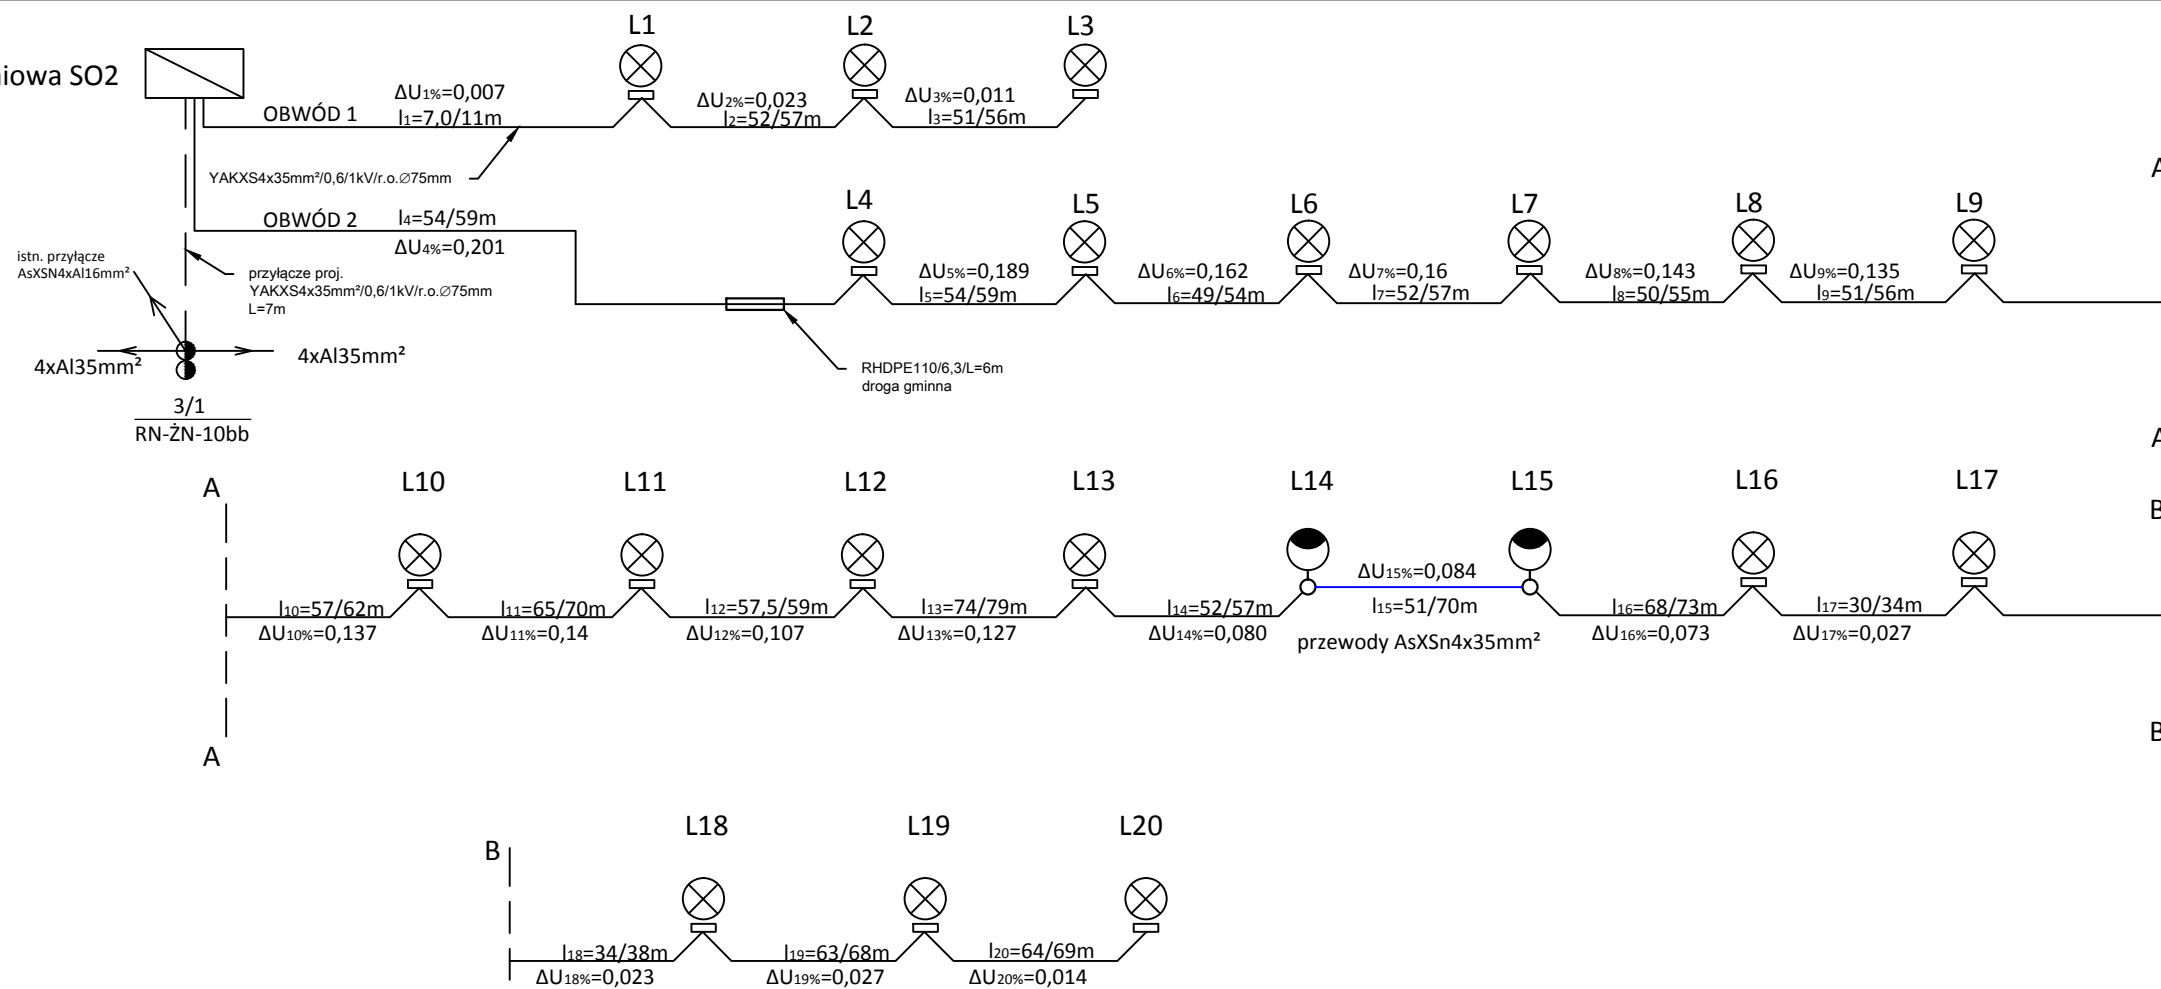 L1
L2
L3
iowa SO2
ΔU1%=0,007
OBWÓD 1
l1=7,0/11m
ΔU2%=0,023
l2=52/57m
ΔU3%=0,011
l3=51/56m
YAKXS4x35mm²/0,6/1kV/r.o.∅75mm
A
OBWÓD 2
l4=54/59m
ΔU4%=0,201
L4
L5
L6
L7
L8
L9
istn. przyłącze
AsXSN4xAl16mm²
przyłącze proj.
YAKXS4x35mm²/0,6/1kV/r.o.∅75mm
L=7m
ΔU5%=0,189
l5=54/59m
ΔU6%=0,162
l6=49/54m
ΔU7%=0,16
l7=52/57m
ΔU8%=0,143
l8=50/55m
ΔU9%=0,135
l9=51/56m
4xAl35mm²
4xAl35mm²
RHDPE110/6,3/L=6m
droga gminna
3/1
RN-ŻN-10bb
A
A
L10
L11
L12
L13
L14
L15
L16
L17
B
l10=57/62m
ΔU10%=0,137
l11=65/70m
ΔU11%=0,14
l12=57,5/59m
ΔU12%=0,107
l13=74/79m
ΔU13%=0,127
l14=52/57m
ΔU14%=0,080
ΔU15%=0,084
l15=51/70m
przewody AsXSn4x35mm²
l16=68/73m
ΔU16%=0,073
l17=30/34m
ΔU17%=0,027
A
B
L18
L19
L20
B
l18=34/38m
ΔU18%=0,023
l19=63/68m
ΔU19%=0,027
l20=64/69m
ΔU20%=0,014